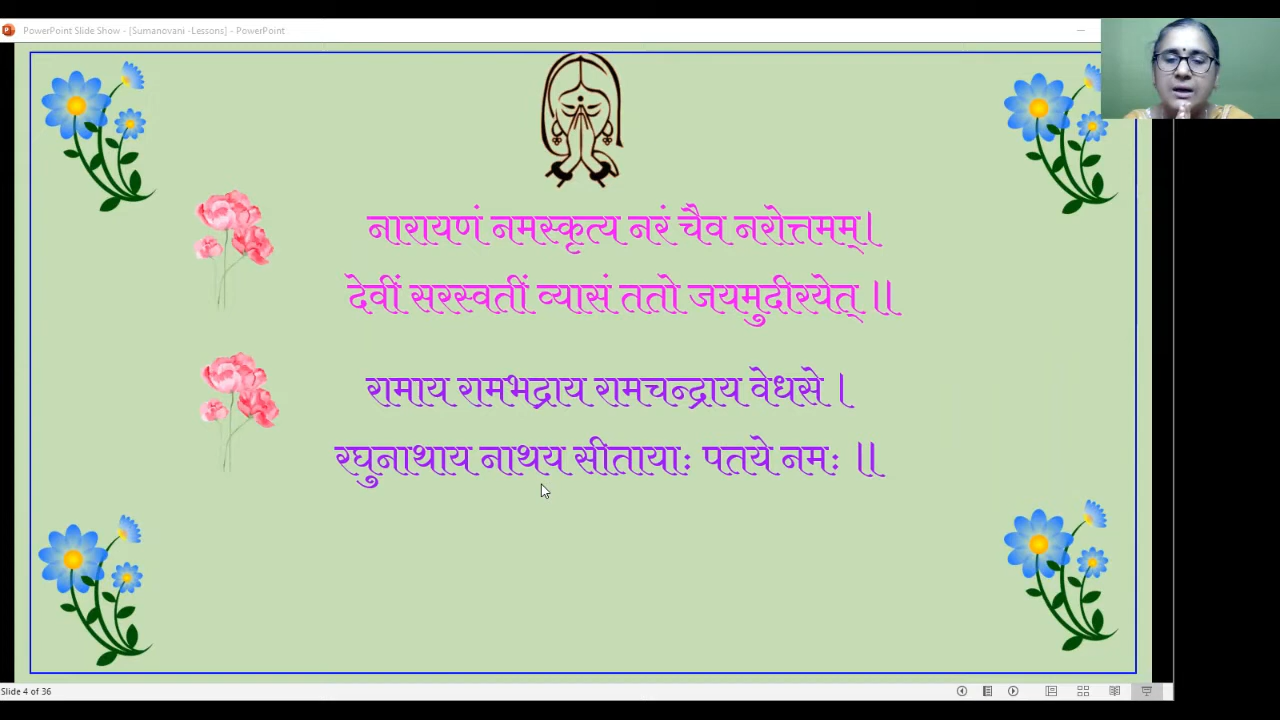 PowerPoint Slide Show - [Sumanovani -Lessons] - PowerPoint
नारायणं नमस्कृत्य नरं चैव नरोत्तमम्।
देवीं सरस्वतीं व्यासं ततो जयमुदीरयेत् ॥
रामाय रामभद्राय रामचन्द्राय वेधसे ।
रघुनाथाय नाथय सीतायाः पतये नमः ॥
Slide 4 of 36